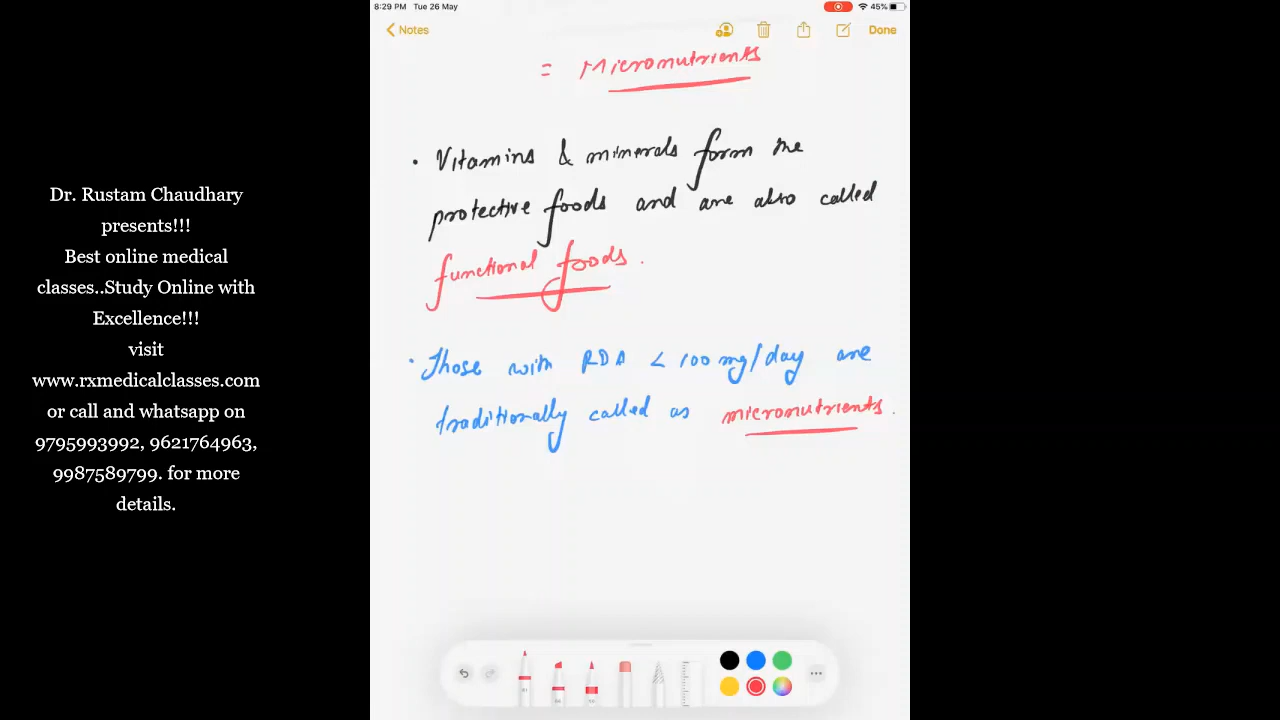 8:29 PM Tue 26 May
45%
Notes
Done
= Micronutrients
• Vitamins & minerals form the
protective foods and are also called
functional foods.
• Those with RDA < 100 mg/day are
traditionally called as micronutrients.
Dr. Rustam Chaudhary
presents!!!
Best online medical
classes..Study Online with
Excellence!!!
visit
www.rxmedicalclasses.com
or call and whatsapp on
9795993992, 9621764963,
9987589799. for more
details.